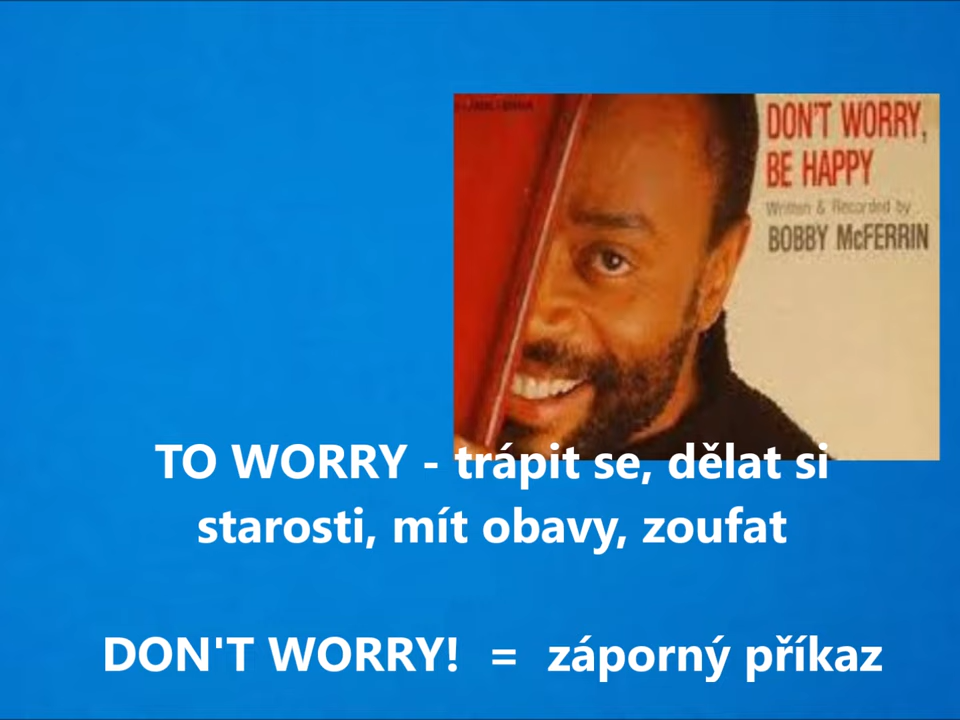 DON'T WORRY,
BE HAPPY
Written & Recorded by
BOBBY McFERRIN
TO WORRY - trápit se, dělat si
starosti, mít obavy, zoufat
DON'T WORRY! = záporný příkaz